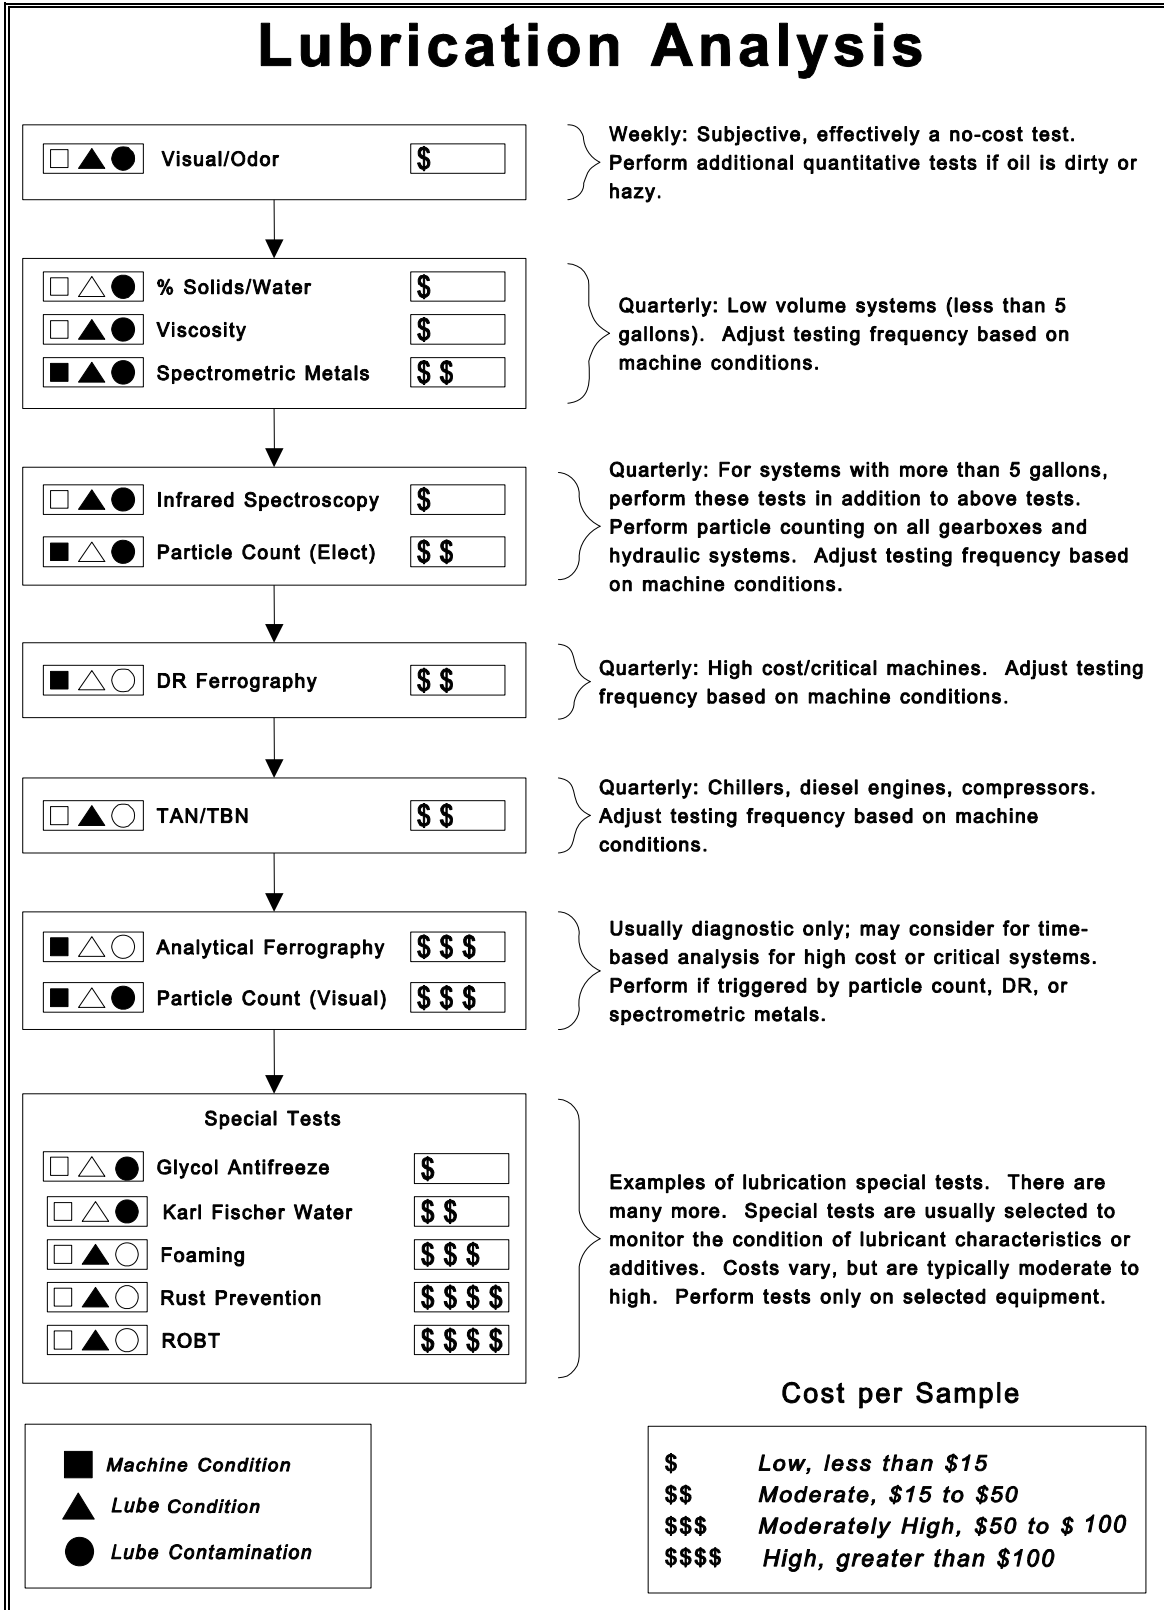 Lubrication Analysis
Visual/Odor $
Weekly: Subjective, effectively a no-cost test.
Perform additional quantitative tests if oil is dirty or
hazy.
% Solids/Water $
Viscosity $
Spectrometric Metals $ $
Quarterly: Low volume systems (less than 5
gallons). Adjust testing frequency based on
machine conditions.
Infrared Spectroscopy $
Particle Count (Elect) $ $
Quarterly: For systems with more than 5 gallons,
perform these tests in addition to above tests.
Perform particle counting on all gearboxes and
hydraulic systems. Adjust testing frequency based
on machine conditions.
DR Ferrography $ $
Quarterly: High cost/critical machines. Adjust testing
frequency based on machine conditions.
TAN/TBN $ $
Quarterly: Chillers, diesel engines, compressors.
Adjust testing frequency based on machine
conditions.
Analytical Ferrography $ $ $
Particle Count (Visual) $ $ $
Usually diagnostic only; may consider for time-
based analysis for high cost or critical systems.
Perform if triggered by particle count, DR, or
spectrometric metals.
Special Tests
Glycol Antifreeze $
Karl Fischer Water $ $
Foaming $ $ $
Rust Prevention $ $ $ $
ROBT $ $ $ $
Examples of lubrication special tests. There are
many more. Special tests are usually selected to
monitor the condition of lubricant characteristics or
additives. Costs vary, but are typically moderate to
high. Perform tests only on selected equipment.
Machine Condition
Lube Condition
Lube Contamination
Cost per Sample
$ Low, less than $15
$$ Moderate, $15 to $50
$$$ Moderately High, $50 to $ 100
$$$$ High, greater than $100